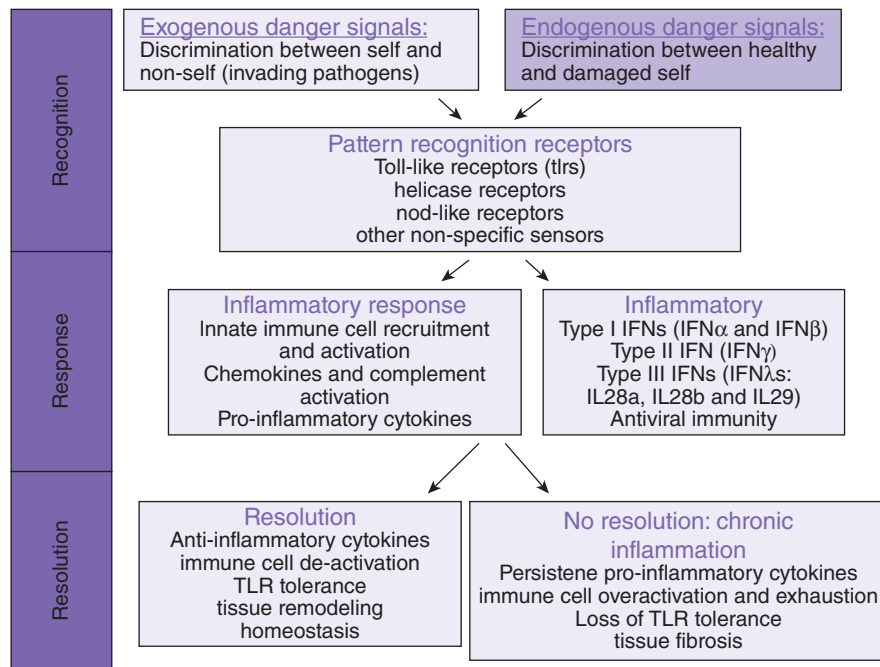 Recognition
Exogenous danger signals:
Discrimination between self and
non-self (invading pathogens)
Endogenous danger signals:
Discrimination between healthy
and damaged self
Pattern recognition receptors
Toll-like receptors (tlrs)
helicase receptors
nod-like receptors
other non-specific sensors
Response
Inflammatory response
Innate immune cell recruitment
and activation
Chemokines and complement
activation
Pro-inflammatory cytokines
Inflammatory
Type I IFNs (IFNα and IFNβ)
Type II IFN (IFNγ)
Type III IFNs (IFNλs:
IL28a, IL28b and IL29)
Antiviral immunity
Resolution
Resolution
Anti-inflammatory cytokines
immune cell de-activation
TLR tolerance
tissue remodeling
homeostasis
No resolution: chronic
inflammation
Persistene pro-inflammatory cytokines
immune cell overactivation and exhaustion
Loss of TLR tolerance
tissue fibrosis